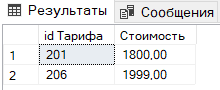 Результаты Сообщения
id Тарифа Стоимость
1 201 1800,00
2 206 1999,00